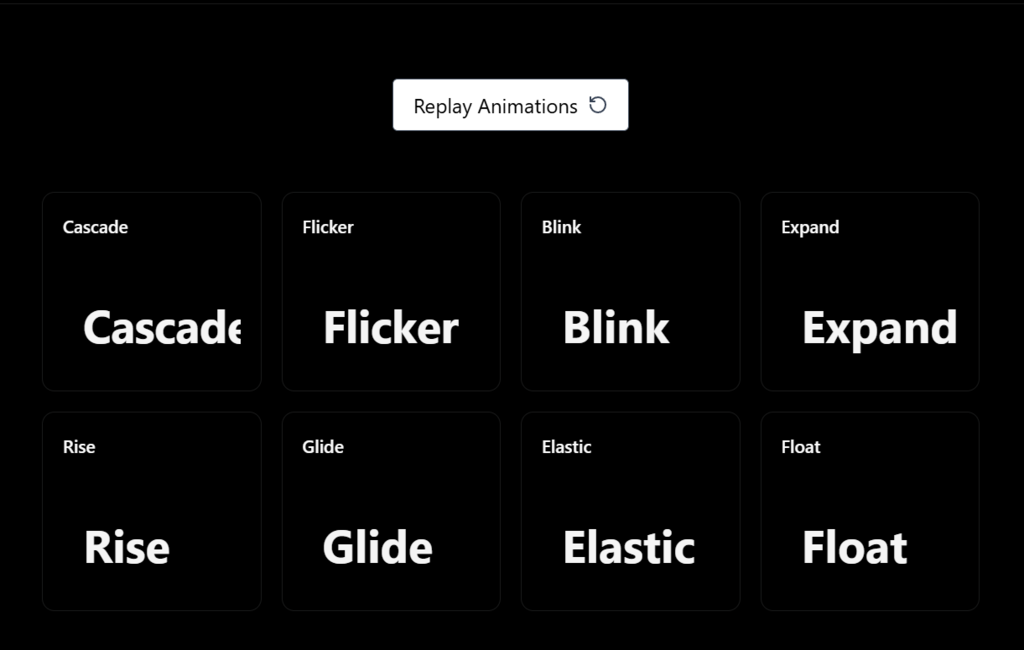 Replay Animations
Cascade
Flicker
Blink
Expand
Cascade
Flicker
Blink
Expand
Rise
Glide
Elastic
Float
Rise
Glide
Elastic
Float